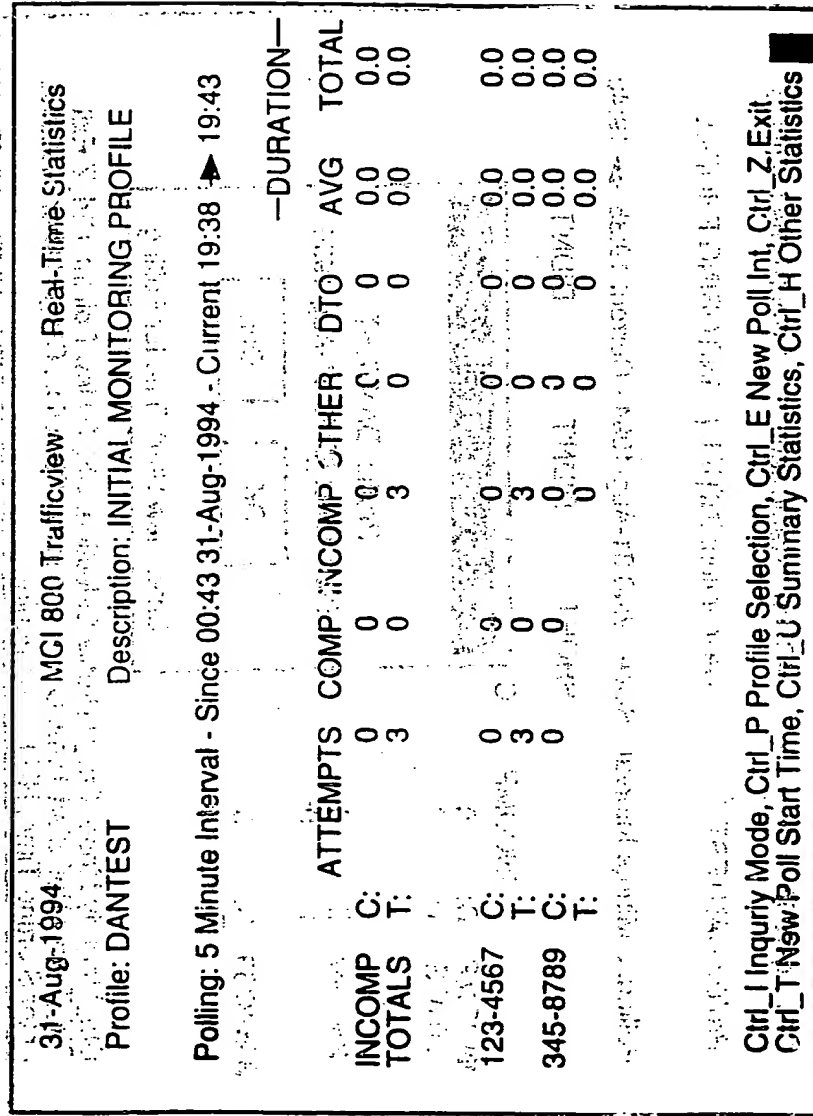 31-Aug-1994 MCI 800 Trafficview Real-Time Statistics
Profile: DANTEST Description: INITIAL MONITORING PROFILE
Polling: 5 Minute Interval - Since 00:43 31-Aug-1994 - Current 19:38 ➤ 19:43
—DURATION—
ATTEMPTS COMP INCOMP OTHER DTO AVG TOTAL
INCOMP C: 0 0 0 0 0 0.0 0.0
TOTALS T: 3 0 3 0 0 0.0 0.0
123-4567 C: 0 0 0 0 0 0.0 0.0
T: 3 0 3 0 0 0.0 0.0
345-8789 C: 0 0 0 0 0 0.0 0.0
T: 0 0 0 0.0 0.0
Ctrl_I Inquriy Mode, Ctrl_P Profile Selection, Ctrl_E New Poll Int, Ctrl_Z Exit
Ctrl_T New Poll Start Time, Ctrl_U Summary Statistics, Ctrl_H Other Statistics